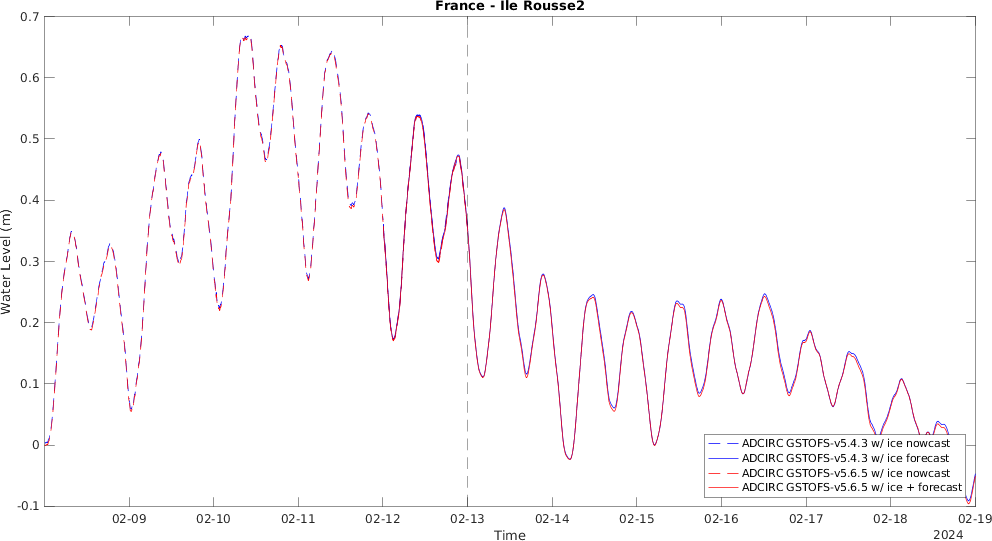 France - Ile Rousse2
0.7
0.6
0.5
0.4
0.3
0.2
0.1
0
-0.1
Water Level (m)
ADCIRC GSTOFS-v5.4.3 w/ ice nowcast
ADCIRC GSTOFS-v5.4.3 w/ ice forecast
ADCIRC GSTOFS-v5.6.5 w/ ice nowcast
ADCIRC GSTOFS-v5.6.5 w/ ice + forecast
02-09 02-10 02-11 02-12 02-13 02-14 02-15 02-16 02-17 02-18 02-19
Time
2024